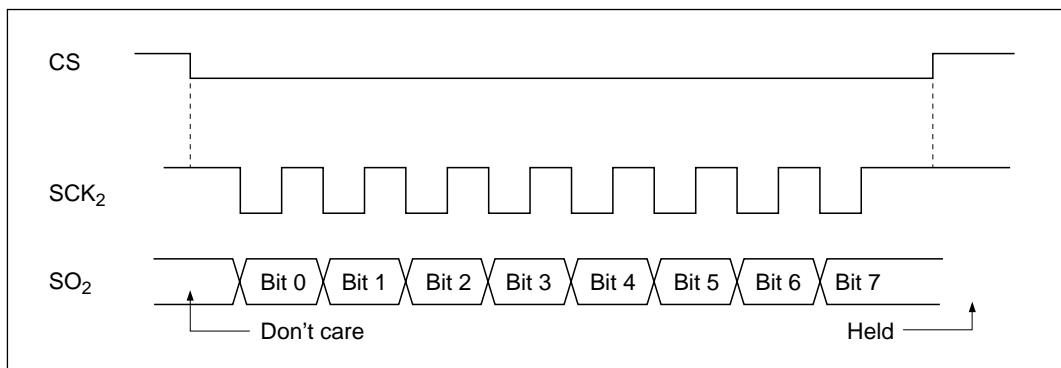 CS
SCK₂
SO₂ Bit 0 Bit 1 Bit 2 Bit 3 Bit 4 Bit 5 Bit 6 Bit 7
Don't care Held